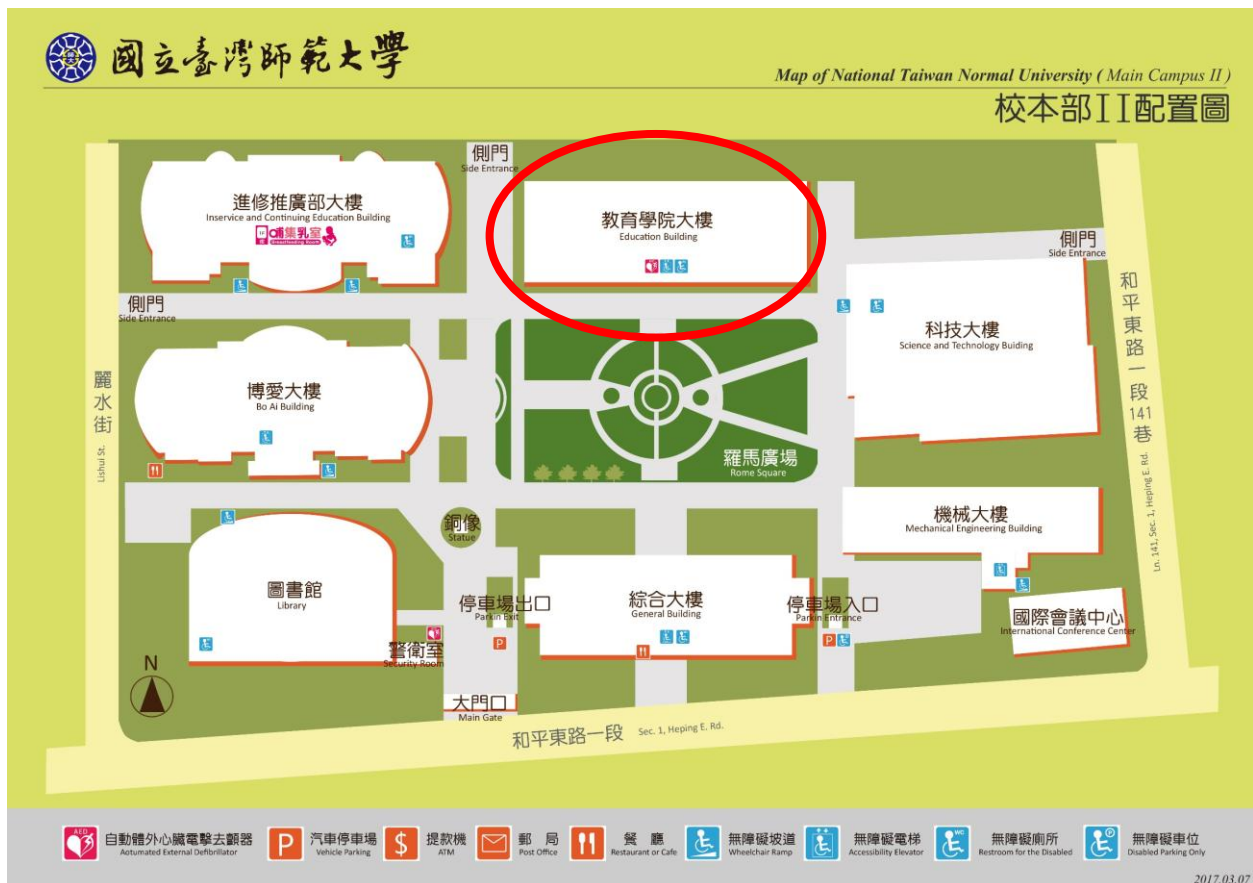 國立臺灣師範大學
Map of National Taiwan Normal University ( Main Campus II )
校本部II配置圖
側門
Side Entrance
進修推廣部大樓
Inservice and Continuing Education Building
哺集乳室
Breastfeeding Room
教育學院大樓
Education Building
側門
Side Entrance
側門
Side Entrance
科技大樓
Science and Technology Buiding
和平東路一段141巷
Ln. 141, Sec. 1, Heping E. Rd.
麗水街
Lishui St.
博愛大樓
Bo Ai Building
羅馬廣場
Rome Square
銅像
Statue
機械大樓
Mechanical Engineering Building
圖書館
Library
停車場出口
Parkin Exit
P
綜合大樓
General Building
停車場入口
Parkin Entrance
P
國際會議中心
International Conference Center
警衛室
Security Room
N
大門口
Main Gate
和平東路一段 Sec. 1, Heping E. Rd.
AED 自動體外心臟電擊去顫器
Aotumated External Defibrillator
P 汽車停車場
Vehicle Parking
$ 提款機
ATM
郵局
Post Office
餐廳
Restaurant or Cafe
無障礙坡道
Wheelchair Ramp
無障礙電梯
Accessibility Elevator
WC 無障礙廁所
Restroom for the Disabled
P 無障礙車位
Disabled Parking Only
2017.03.07